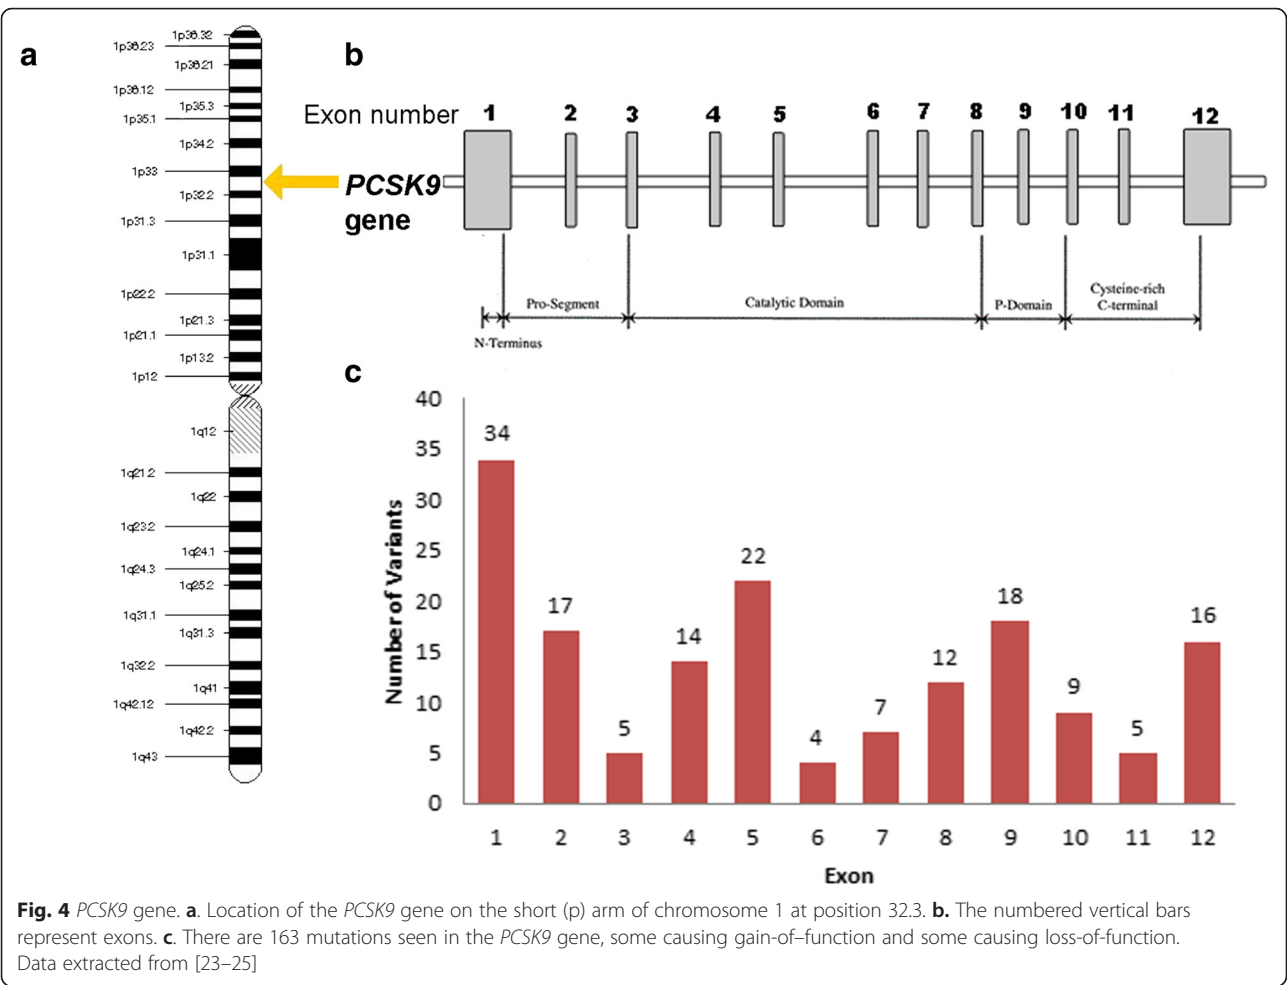 a
1p36.32
1p36.23
1p36.21
1p36.12
1p35.3
1p35.1
1p34.2
1p33
1p32.2
1p31.3
1p31.1
1p22.2
1p21.3
1p21.1
1p13.2
1p12
1q12
1q21.2
1q22
1q23.2
1q24.1
1q24.3
1q25.2
1q31.1
1q31.3
1q32.2
1q41
1q42.12
1q42.2
1q43
b
Exon number 1 2 3 4 5 6 7 8 9 10 11 12
PCSK9
gene
Pro-Segment
Catalytic Domain
P-Domain
Cysteine-rich
C-terminal
N-Terminus
c
Number of Variants
40
35
30
25
20
15
10
5
0
34
17
5
14
22
4
7
12
18
9
5
16
1 2 3 4 5 6 7 8 9 10 11 12
Exon
Fig. 4 PCSK9 gene. a. Location of the PCSK9 gene on the short (p) arm of chromosome 1 at position 32.3. b. The numbered vertical bars
represent exons. c. There are 163 mutations seen in the PCSK9 gene, some causing gain-of–function and some causing loss-of-function.
Data extracted from [23–25]